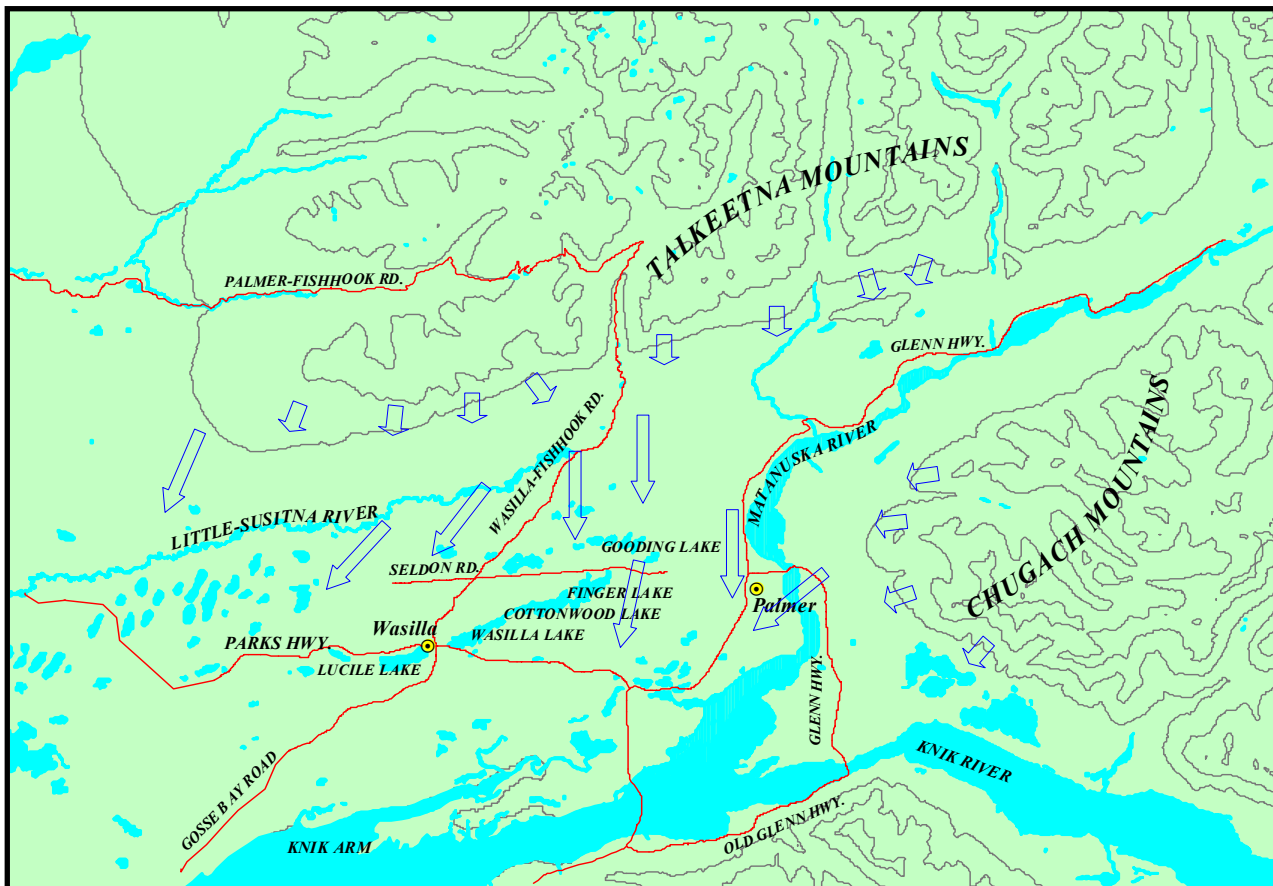 TALKEETNA MOUNTAINS
PALMER-FISHHOOK RD.
GLENN HWY.
WASILLA-FISHHOOK RD.
MATANUSKA RIVER
CHUGACH MOUNTAINS
LITTLE-SUSITNA RIVER
GOODING LAKE
SELDON RD.
FINGER LAKE
Palmer
COTTONWOOD LAKE
Wasilla
WASILLA LAKE
PARKS HWY.
LUCILE LAKE
GLENN HWY.
KNIK RIVER
GOSSE BAY ROAD
OLD GLENN HWY.
KNIK ARM